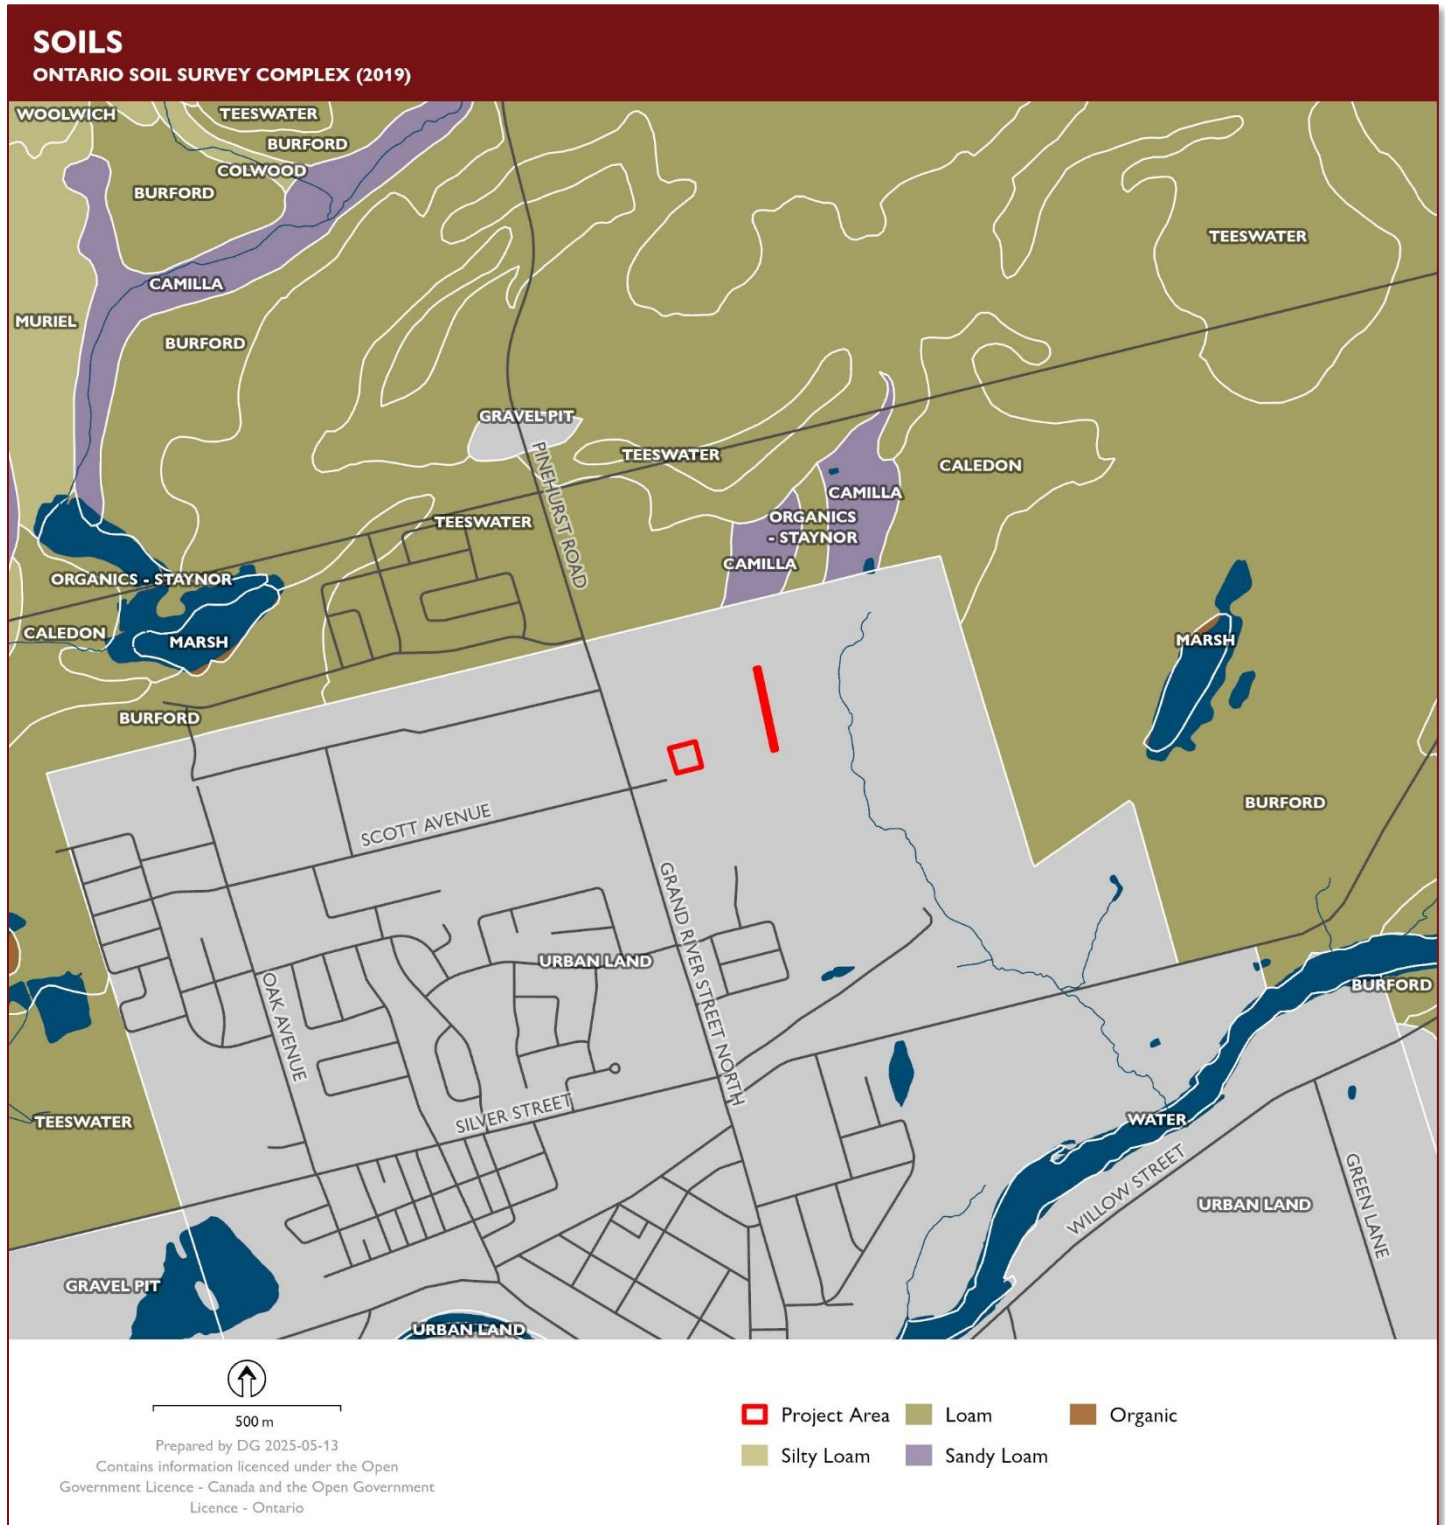 SOILS
ONTARIO SOIL SURVEY COMPLEX (2019)
WOOLWICH
TEESWATER
BURFORD
COLWOOD
BURFORD
TEESWATER
CAMILLA
MURIEL
BURFORD
GRAVEL PIT
PINEHURST ROAD
TEESWATER
CALEDON
CAMILLA
ORGANICS
- STAYNOR
TEESWATER
CAMILLA
ORGANICS - STAYNOR
CALEDON
MARSH
MARSH
BURFORD
BURFORD
SCOTT AVENUE
GRAND RIVER STREET NORTH
URBAN LAND
OAK AVENUE
BURFORD
SILVER STREET
TEESWATER
WATER
WILLOW STREET
GREEN LANE
URBAN LAND
GRAVEL PIT
URBAN LAND
500 m
Prepared by DG 2025-05-13
Contains information licenced under the Open
Government Licence - Canada and the Open Government
Licence - Ontario
Project Area
Loam
Organic
Silty Loam
Sandy Loam